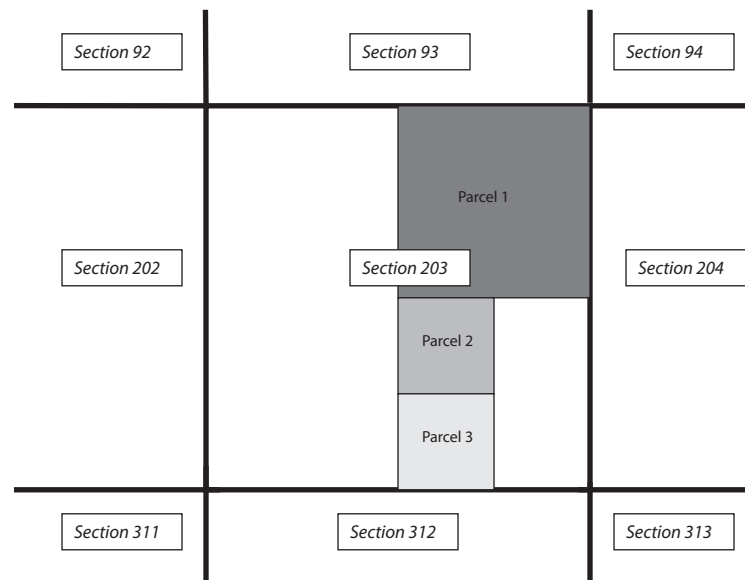 Section 92
Section 93
Section 94
Parcel 1
Section 202
Section 203
Section 204
Parcel 2
Parcel 3
Section 311
Section 312
Section 313